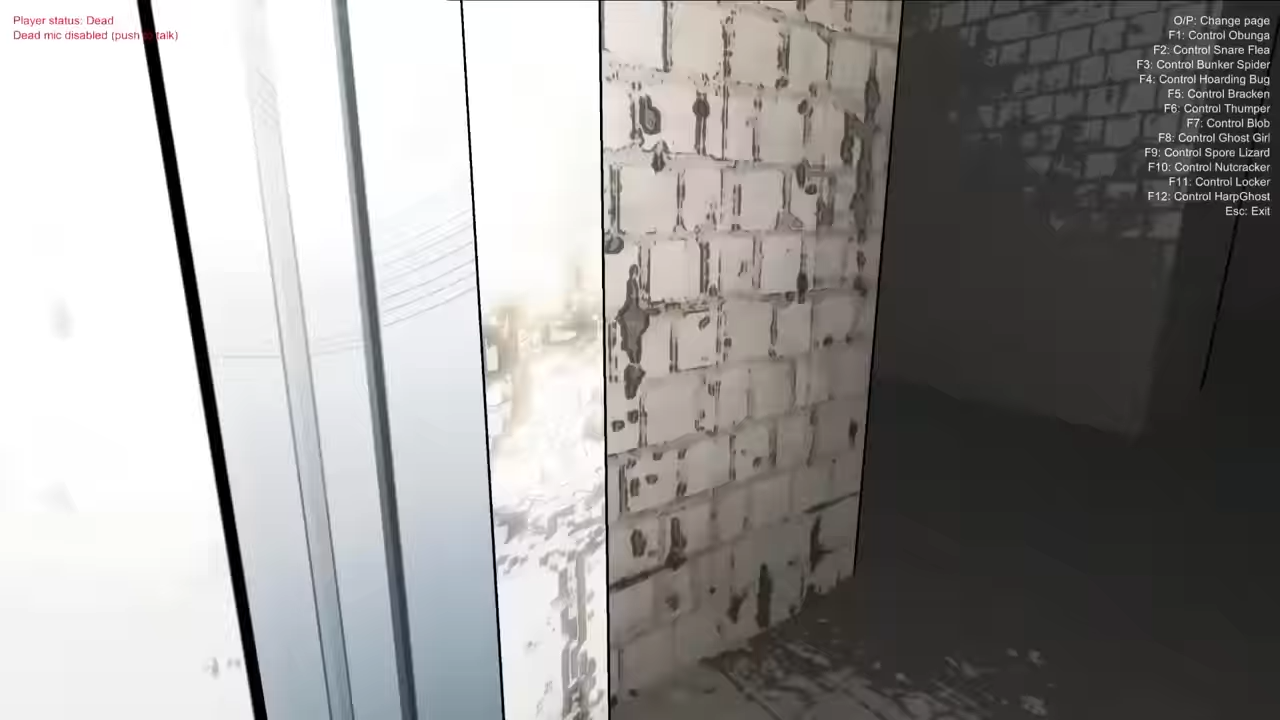 Player status: Dead
Dead mic disabled (push to talk)
O/P: Change page
F1: Control Obunga
F2: Control Snare Flea
F3: Control Bunker Spider
F4: Control Hoarding Bug
F5: Control Bracken
F6: Control Thumper
F7: Control Blob
F8: Control Ghost Girl
F9: Control Spore Lizard
F10: Control Nutcracker
F11: Control Locker
F12: Control HarpGhost
Esc: Exit